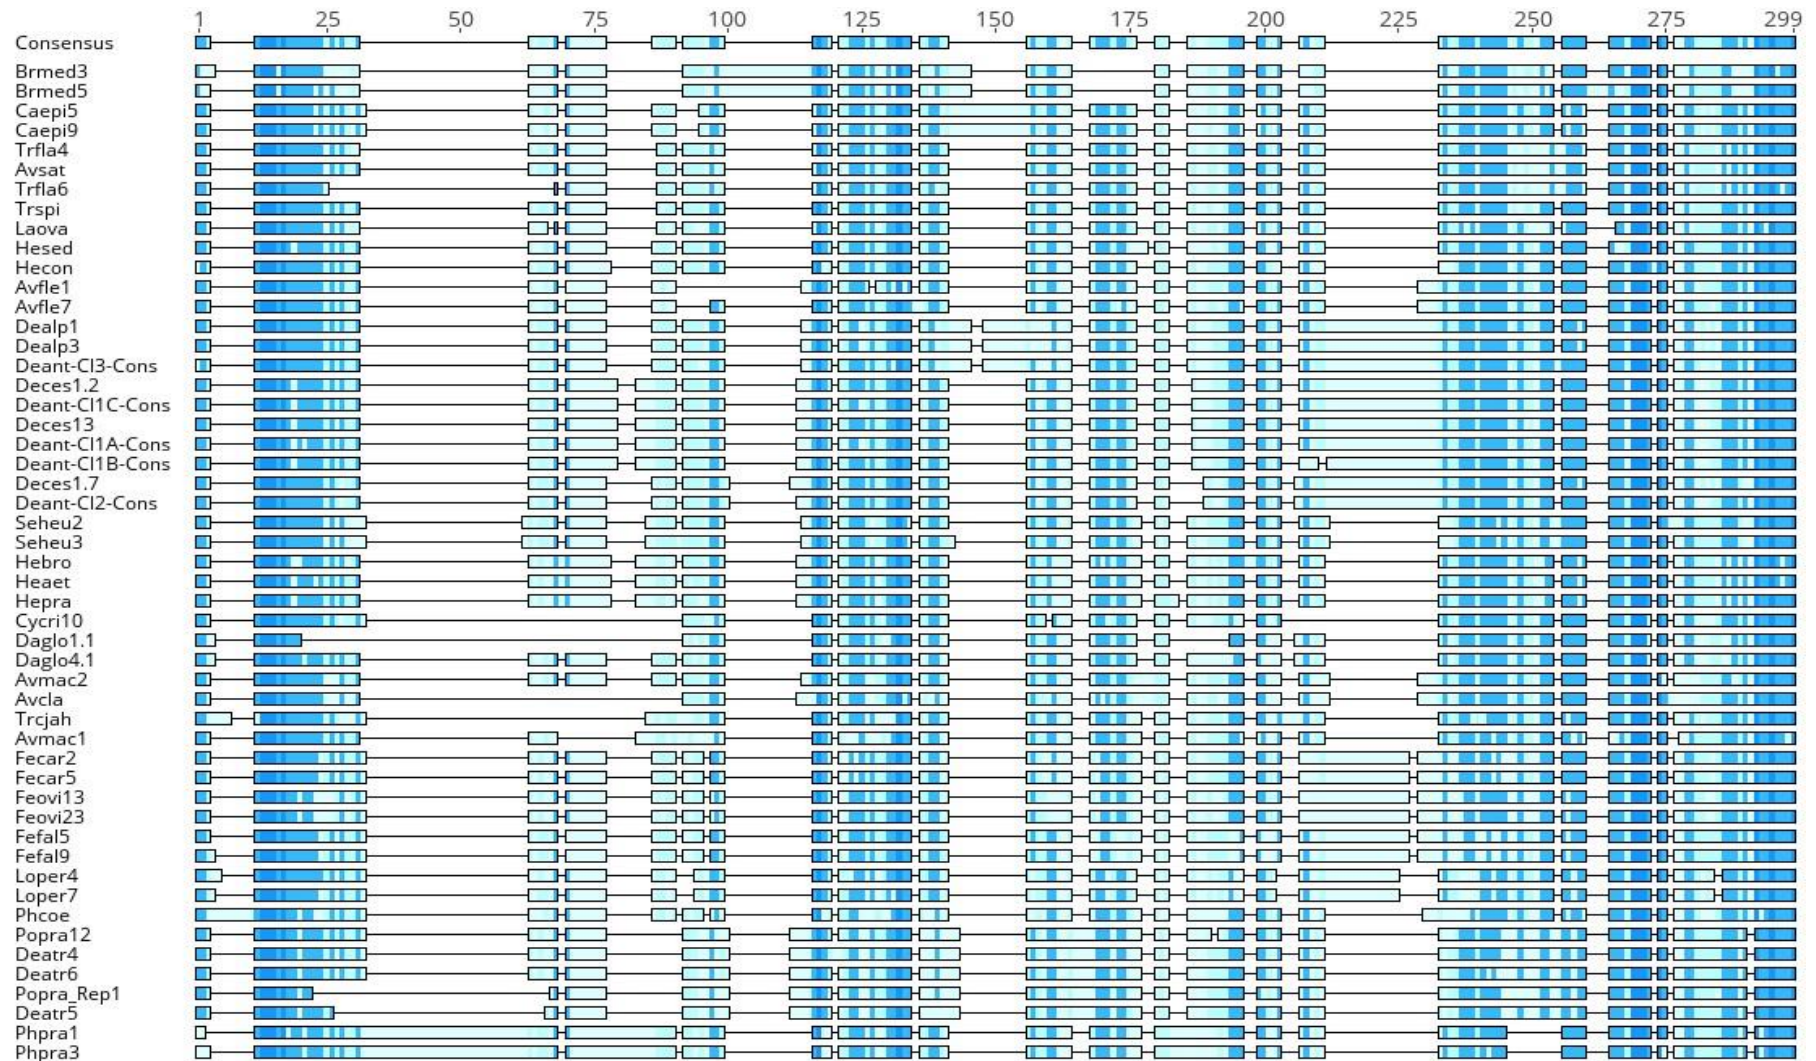 1 25 50 75 100 125 150 175 200 225 250 275 299
Consensus
Brmed3
Brmed5
Caepi5
Caepi9
Trfla4
Avsat
Trfla6
Trspi
Laova
Hesed
Hecon
Avfle1
Avfle7
Dealp1
Dealp3
Deant-Cl3-Cons
Deces1.2
Deant-Cl1C-Cons
Deces13
Deant-Cl1A-Cons
Deant-Cl1B-Cons
Deces1.7
Deant-Cl2-Cons
Seheu2
Seheu3
Hebro
Heaet
Hepra
Cycri10
Daglo1.1
Daglo4.1
Avmac2
Avcla
Trcjah
Avmac1
Fecar2
Fecar5
Feovi13
Feovi23
Fefal5
Fefal9
Loper4
Loper7
Phcoe
Popra12
Deatr4
Deatr6
Popra_Rep1
Deatr5
Phpra1
Phpra3